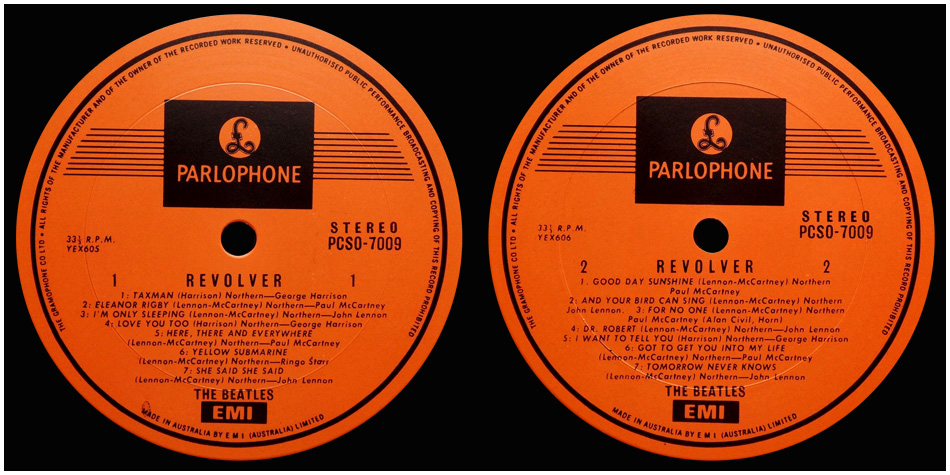 THE GRAMOPHONE CO LTD • ALL RIGHTS OF THE MANUFACTURER AND OF THE OWNER OF THE RECORDED WORK RESERVED • UNAUTHORISED PUBLIC PERFORMANCE BROADCASTING AND COPYING OF THIS RECORD PROHIBITED
£
PARLOPHONE
STEREO
33⅓ R.P.M.
PCSO-7009
YEX605
1 REVOLVER 1
1: TAXMAN (Harrison) Northern—George Harrison
2: ELEANOR RIGBY (Lennon-McCartney) Northern—Paul McCartney
3: I'M ONLY SLEEPING (Lennon-McCartney) Northern—John Lennon
4: LOVE YOU TOO (Harrison) Northern—George Harrison
5: HERE, THERE AND EVERYWHERE
(Lennon-McCartney) Northern—Paul McCartney
6: YELLOW SUBMARINE
(Lennon-McCartney) Northern—Ringo Starr
7: SHE SAID SHE SAID
(Lennon-McCartney) Northern—John Lennon
THE BEATLES
EMI
MADE IN AUSTRALIA BY E M I (AUSTRALIA) LIMITED
THE GRAMOPHONE CO LTD • ALL RIGHTS OF THE MANUFACTURER AND OF THE OWNER OF THE RECORDED WORK RESERVED • UNAUTHORISED PUBLIC PERFORMANCE BROADCASTING AND COPYING OF THIS RECORD PROHIBITED
£
PARLOPHONE
STEREO
33⅓ R.P.M.
PCSO-7009
YEX606
2 REVOLVER 2
1. GOOD DAY SUNSHINE (Lennon-McCartney) Northern
Paul McCartney
2: AND YOUR BIRD CAN SING (Lennon-McCartney) Northern
John Lennon. 3: FOR NO ONE (Lennon-McCartney) Northern
Paul McCartney (Alan Civil, Horn)
4: DR. ROBERT (Lennon-McCartney) Northern—John Lennon
5: I WANT TO TELL YOU (Harrison) Northern—George Harrison
6: GOT TO GET YOU INTO MY LIFE
(Lennon-McCartney) Northern—Paul McCartney
7: TOMORROW NEVER KNOWS
(Lennon-McCartney) Northern—John Lennon
THE BEATLES
EMI
MADE IN AUSTRALIA BY E M I (AUSTRALIA) LIMITED